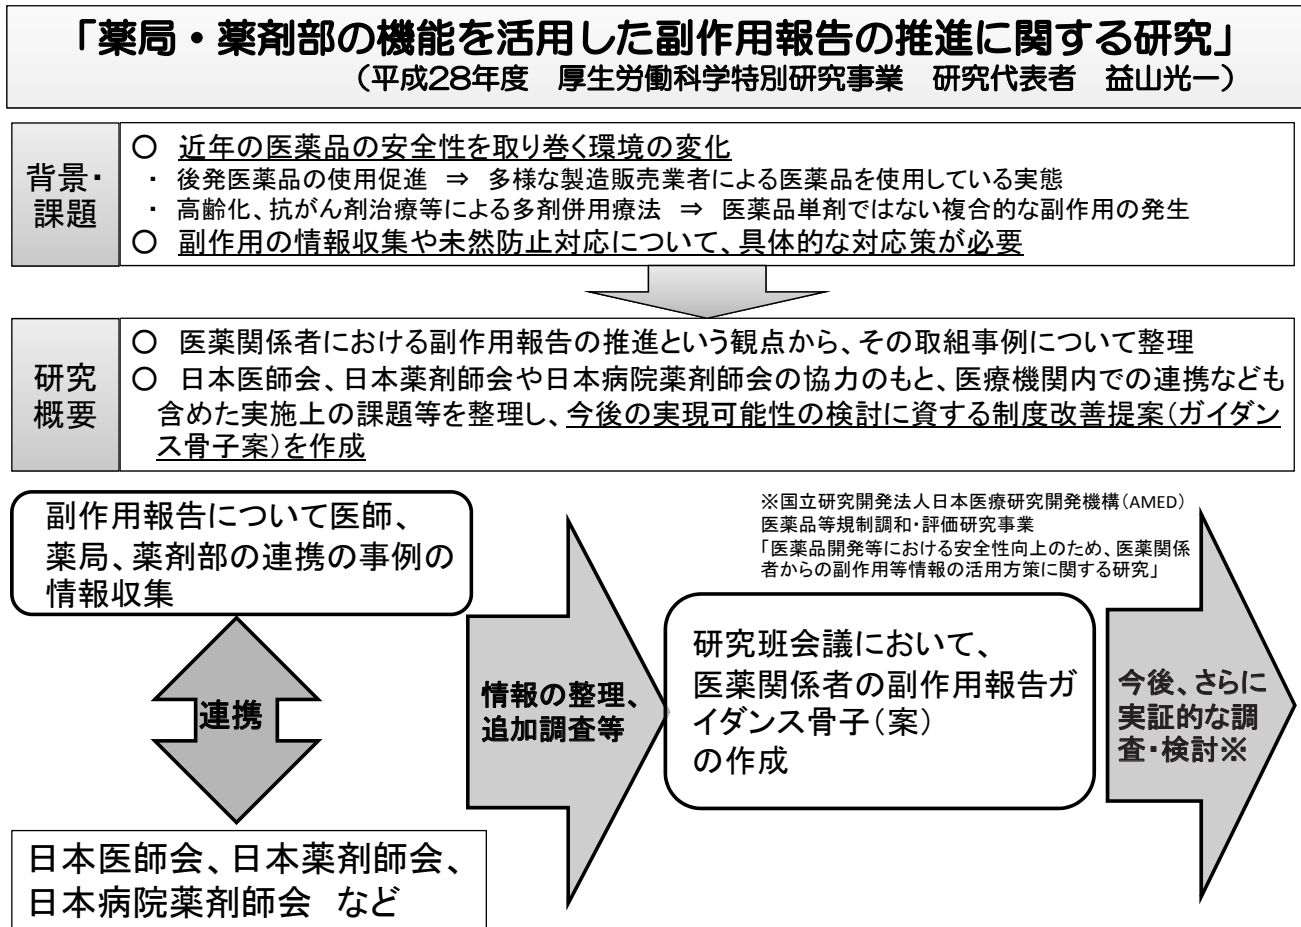 「薬局・薬剤部の機能を活用した副作用報告の推進に関する研究」
（平成28年度　厚生労働科学特別研究事業　研究代表者　益山光一）
背景・
課題
○　近年の医薬品の安全性を取り巻く環境の変化
・　後発医薬品の使用促進　⇒　多様な製造販売業者による医薬品を使用している実態
・　高齢化、抗がん剤治療等による多剤併用療法　⇒　医薬品単剤ではない複合的な副作用の発生
○　副作用の情報収集や未然防止対応について、具体的な対応策が必要
研究
概要
○　医薬関係者における副作用報告の推進という観点から、その取組事例について整理
○　日本医師会、日本薬剤師会や日本病院薬剤師会の協力のもと、医療機関内での連携なども
含めた実施上の課題等を整理し、今後の実現可能性の検討に資する制度改善提案（ガイダン
ス骨子案）を作成
副作用報告について医師、
薬局、薬剤部の連携の事例の
情報収集
連携
日本医師会、日本薬剤師会、
日本病院薬剤師会　など
情報の整理、
追加調査等
※国立研究開発法人日本医療研究開発機構（AMED）
医薬品等規制調和・評価研究事業
「医薬品開発等における安全性向上のため、医薬関係
者からの副作用等情報の活用方策に関する研究」
研究班会議において、
医薬関係者の副作用報告ガ
イダンス骨子（案）
の作成
今後、さらに
実証的な調
査・検討※